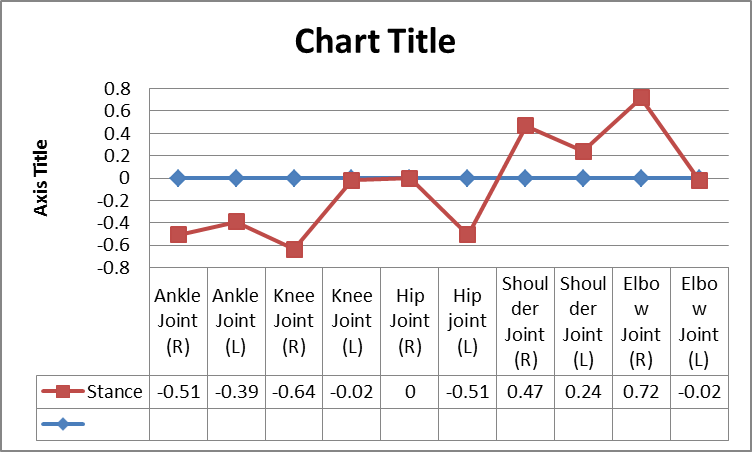 Chart Title
Axis Title
0.8
0.6
0.4
0.2
0
-0.2
-0.4
-0.6
-0.8
Ankle
Joint
(R)
Ankle
Joint
(L)
Knee
Joint
(R)
Knee
Joint
(L)
Hip
Joint
(R)
Hip
joint
(L)
Shoul
der
Joint
(R)
Shoul
der
Joint
(L)
Elbo
w
Joint
(R)
Elbo
w
Joint
(L)
Stance -0.51 -0.39 -0.64 -0.02 0 -0.51 0.47 0.24 0.72 -0.02